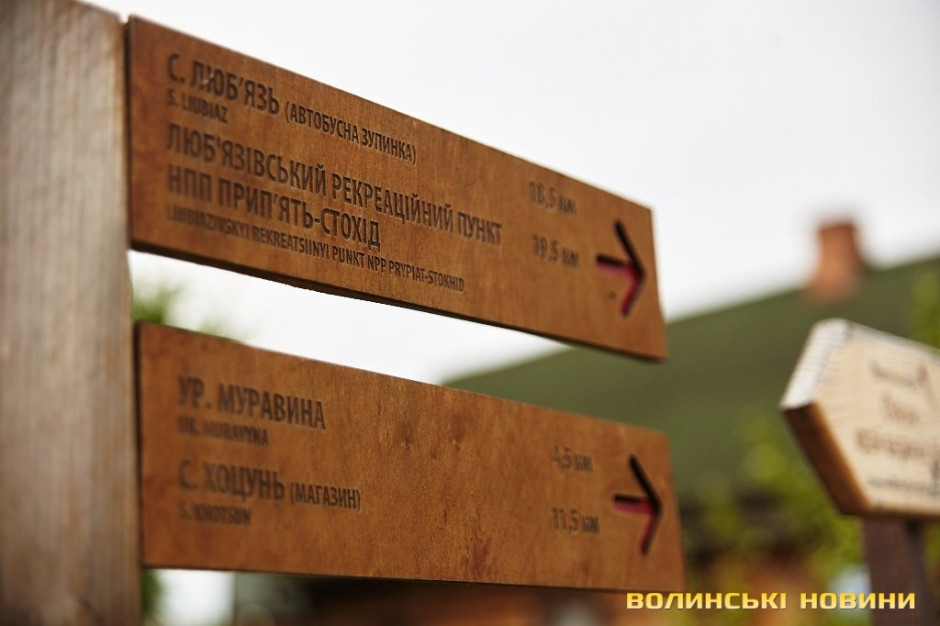 С. ЛЮБ'ЯЗЬ (АВТОБУСНА ЗУПИНКА) 18,5 КМ
S. LIUBIAZ
ЛЮБ'ЯЗІВСЬКИЙ РЕКРЕАЦІЙНИЙ ПУНКТ 19,5 КМ
НПП ПРИП'ЯТЬ-СТОХІД
LIUBIAZIVSKYI REKREATSIINYI PUNKT NPP PRYPIAT-STOKHID
УР. МУРАВИНА 4,5 КМ
UR. MURAVYNA
С. ХОЦУНЬ (МАГАЗИН) 11,5 КМ
S. KHOTSUN
ВОЛИНСЬКІ НОВИНИ